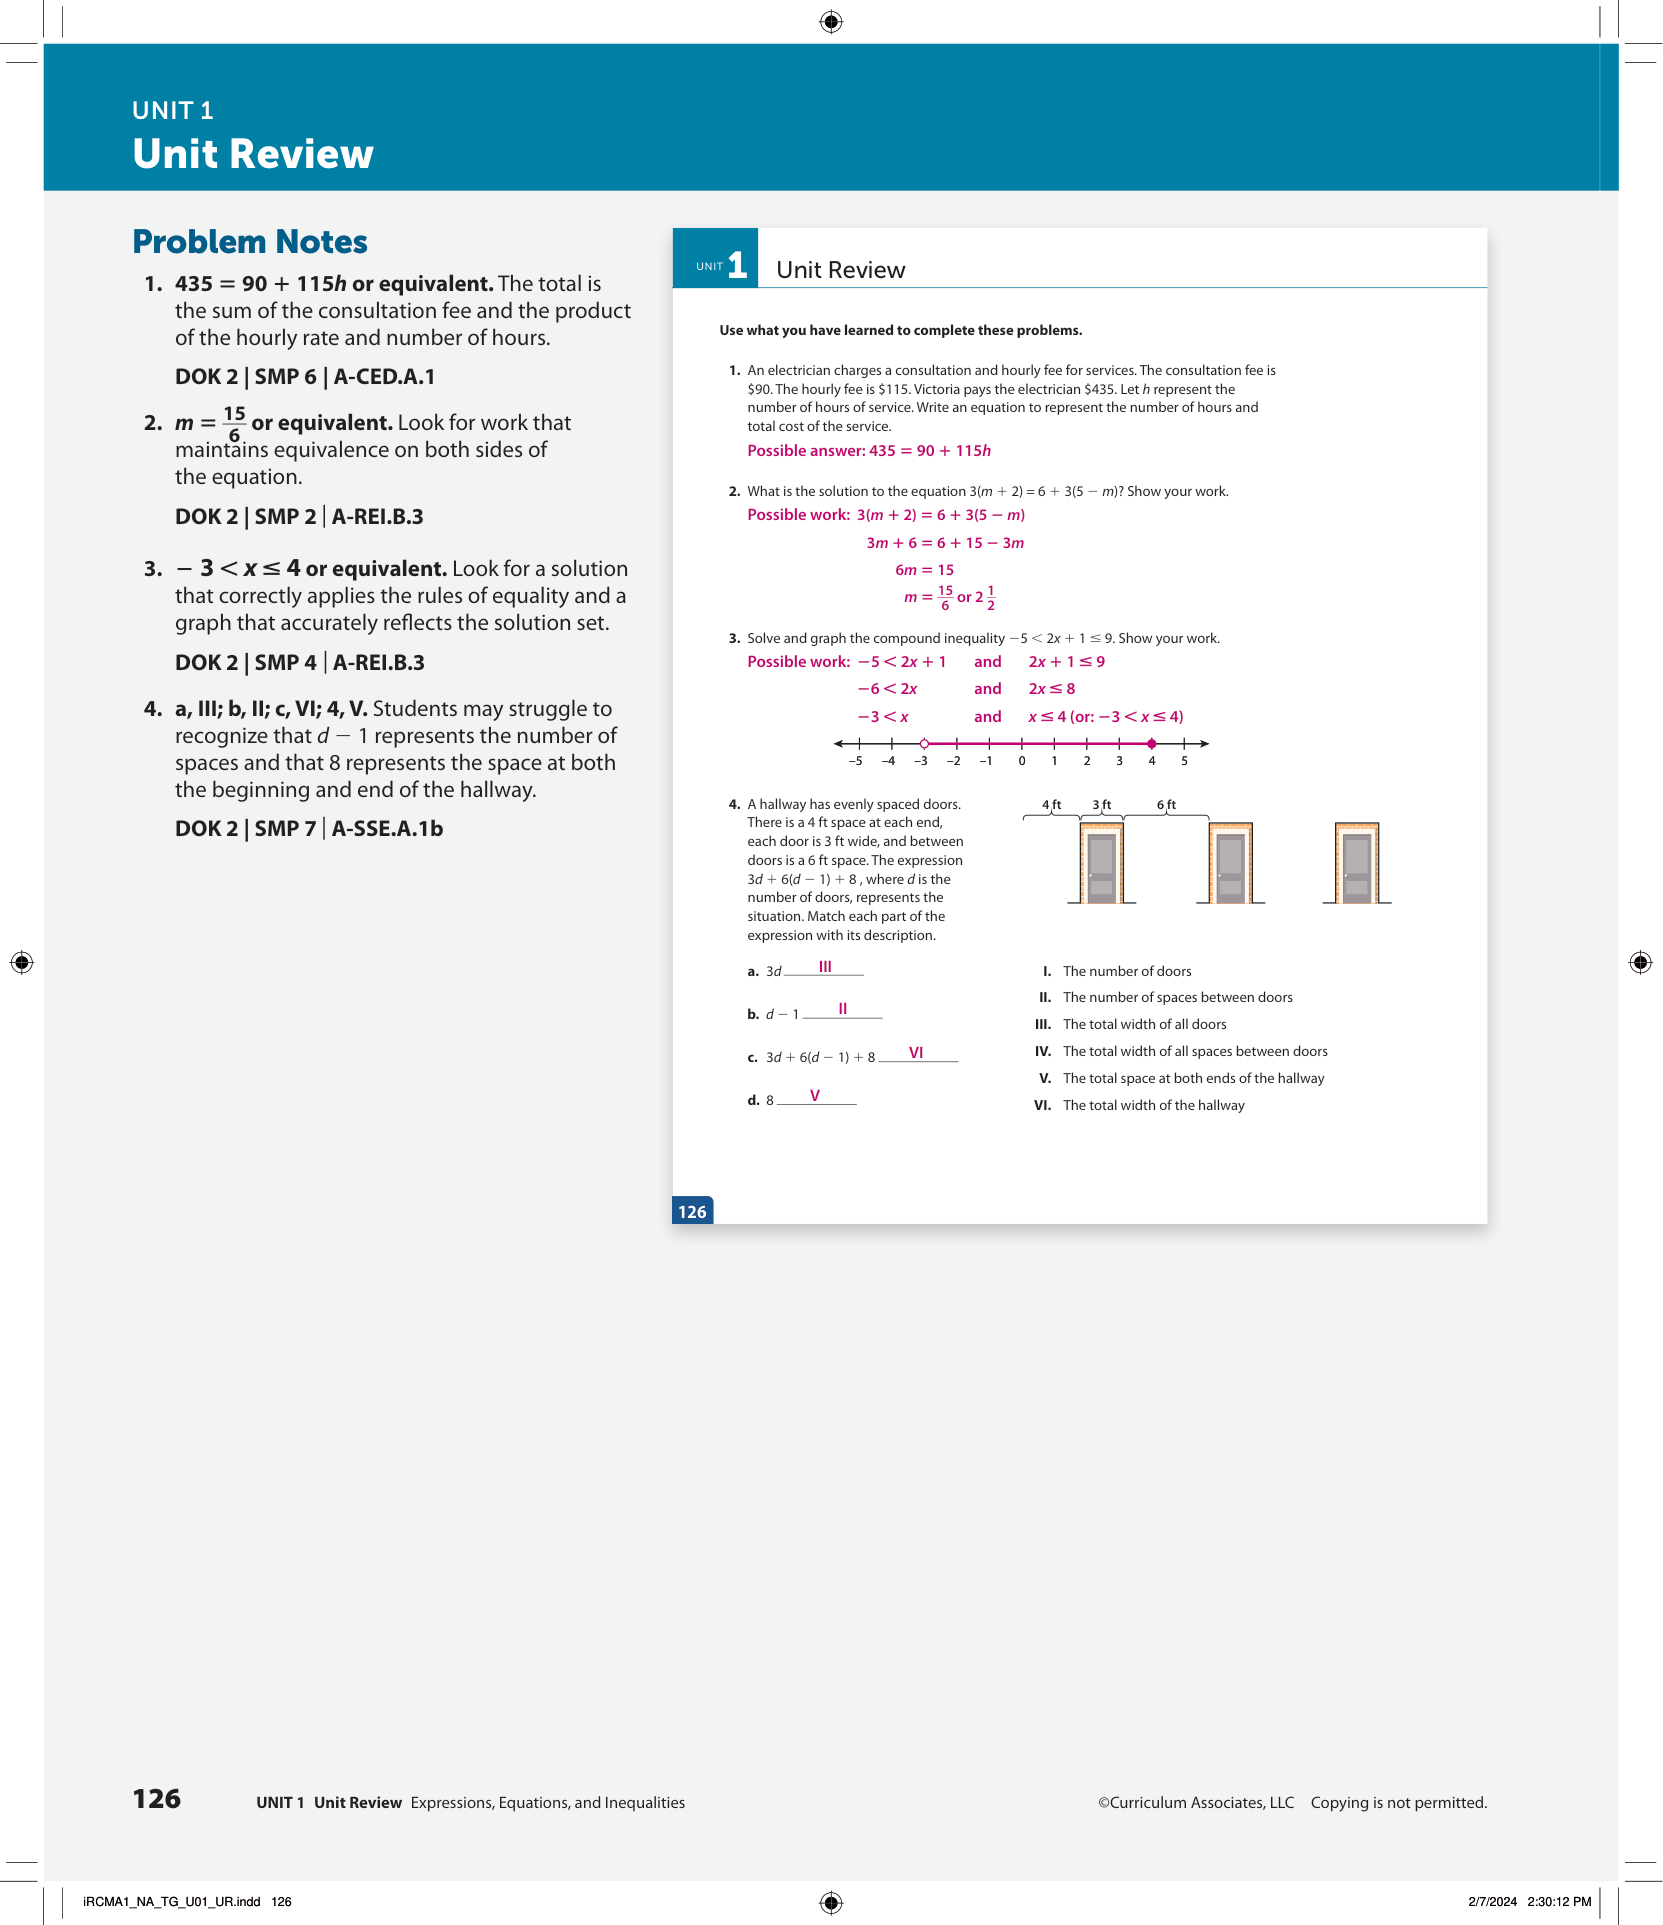 UNIT 1
Unit Review
Problem Notes
1. 435 = 90 + 115h or equivalent. The total is
the sum of the consultation fee and the product
of the hourly rate and number of hours.
DOK 2 | SMP 6 | A-CED.A.1
2. m = 15/6 or equivalent. Look for work that
maintains equivalence on both sides of
the equation.
DOK 2 | SMP 2 | A-REI.B.3
3. − 3 < x ≤ 4 or equivalent. Look for a solution
that correctly applies the rules of equality and a
graph that accurately reflects the solution set.
DOK 2 | SMP 4 | A-REI.B.3
4. a, III; b, II; c, VI; 4, V. Students may struggle to
recognize that d − 1 represents the number of
spaces and that 8 represents the space at both
the beginning and end of the hallway.
DOK 2 | SMP 7 | A-SSE.A.1b
UNIT 1 Unit Review
Use what you have learned to complete these problems.
1. An electrician charges a consultation and hourly fee for services. The consultation fee is
$90. The hourly fee is $115. Victoria pays the electrician $435. Let h represent the
number of hours of service. Write an equation to represent the number of hours and
total cost of the service.
Possible answer: 435 = 90 + 115h
2. What is the solution to the equation 3(m + 2) = 6 + 3(5 − m)? Show your work.
Possible work: 3(m + 2) = 6 + 3(5 − m)
3m + 6 = 6 + 15 − 3m
6m = 15
m = 15/6 or 2 1/2
3. Solve and graph the compound inequality −5 < 2x + 1 ≤ 9. Show your work.
Possible work: −5 < 2x + 1 and 2x + 1 ≤ 9
−6 < 2x and 2x ≤ 8
−3 < x and x ≤ 4 (or: −3 < x ≤ 4)
–5 –4 –3 –2 –1 0 1 2 3 4 5
4. A hallway has evenly spaced doors.
There is a 4 ft space at each end,
each door is 3 ft wide, and between
doors is a 6 ft space. The expression
3d + 6(d − 1) + 8 , where d is the
number of doors, represents the
situation. Match each part of the
expression with its description.
4 ft 3 ft 6 ft
a. 3d III
b. d − 1 II
c. 3d + 6(d − 1) + 8 VI
d. 8 V
I. The number of doors
II. The number of spaces between doors
III. The total width of all doors
IV. The total width of all spaces between doors
V. The total space at both ends of the hallway
VI. The total width of the hallway
126
126 UNIT 1 Unit Review Expressions, Equations, and Inequalities ©Curriculum Associates, LLC Copying is not permitted.
iRCMA1_NA_TG_U01_UR.indd 126 2/7/2024 2:30:12 PM